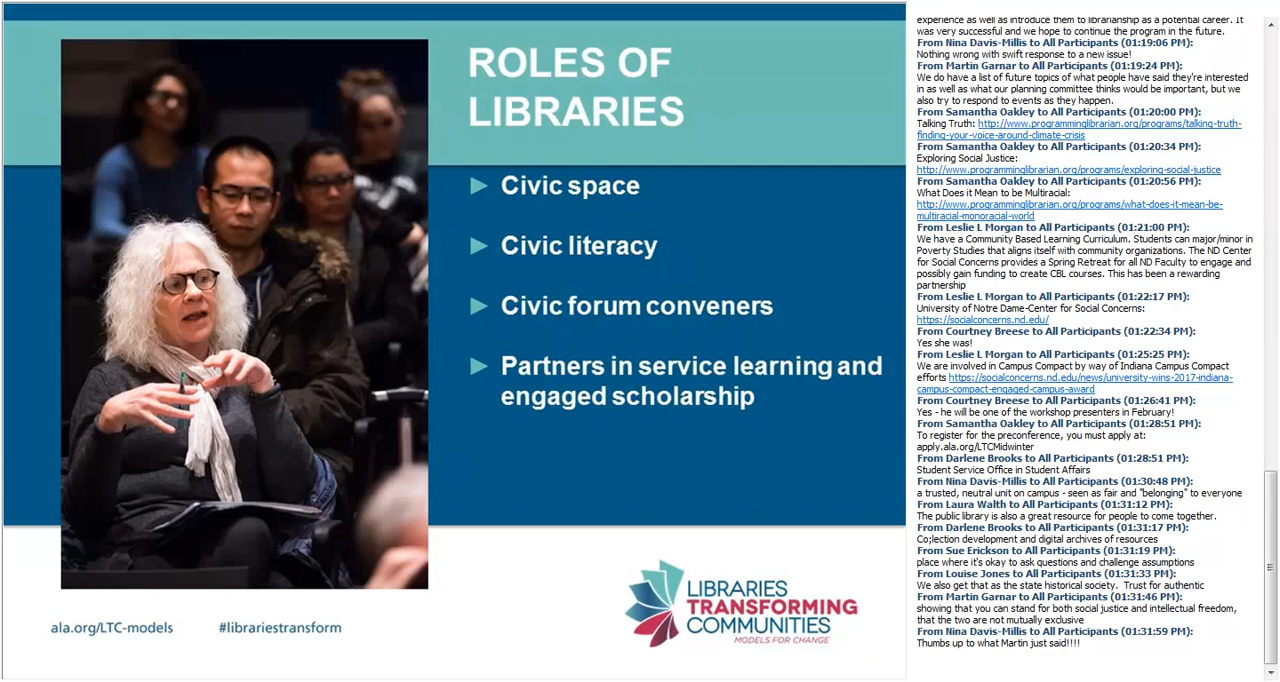 ROLES OF
LIBRARIES
Civic space
Civic literacy
Civic forum conveners
Partners in service learning and
engaged scholarship
ala.org/LTC-models
#librariestransform
LIBRARIES
TRANSFORMING
COMMUNITIES
MODELS FOR CHANGE
experience as well as introduce them to librarianship as a potential career. It
was very successful and we hope to continue the program in the future.
From Nina Davis-Millis to All Participants (01:19:06 PM):
Nothing wrong with swift response to a new issue!
From Martin Garnar to All Participants (01:19:24 PM):
We do have a list of future topics of what people have said they're interested
in as well as what our planning committee thinks would be important, but we
also try to respond to events as they happen.
From Samantha Oakley to All Participants (01:20:00 PM):
Talking Truth: http://www.programminglibrarian.org/programs/talking-truth-
finding-your-voice-around-climate-crisis
From Samantha Oakley to All Participants (01:20:34 PM):
Exploring Social Justice:
http://www.programminglibrarian.org/programs/exploring-social-justice
From Samantha Oakley to All Participants (01:20:56 PM):
What Does it Mean to be Multiracial:
http://www.programminglibrarian.org/programs/what-does-it-mean-be-
multiracial-monoracial-world
From Leslie L Morgan to All Participants (01:21:00 PM):
We have a Community Based Learning Curriculum. Students can major/minor in
Poverty Studies that aligns itself with community organizations. The ND Center
for Social Concerns provides a Spring Retreat for all ND Faculty to engage and
possibly gain funding to create CBL courses. This has been a rewarding
partnership
From Leslie L Morgan to All Participants (01:22:17 PM):
University of Notre Dame-Center for Social Concerns:
https://socialconcerns.nd.edu/
From Courtney Breese to All Participants (01:22:34 PM):
Yes she was!
From Leslie L Morgan to All Participants (01:25:25 PM):
We are involved in Campus Compact by way of Indiana Campus Compact
efforts https://socialconcerns.nd.edu/news/university-wins-2017-indiana-
campus-compact-engaged-campus-award
From Courtney Breese to All Participants (01:26:41 PM):
Yes - he will be one of the workshop presenters in February!
From Samantha Oakley to All Participants (01:28:51 PM):
To register for the preconference, you must apply at:
apply.ala.org/LTCMidwinter
From Darlene Brooks to All Participants (01:28:51 PM):
Student Service Office in Student Affairs
From Nina Davis-Millis to All Participants (01:30:48 PM):
a trusted, neutral unit on campus - seen as fair and "belonging" to everyone
From Laura Walth to All Participants (01:31:12 PM):
The public library is also a great resource for people to come together.
From Darlene Brooks to All Participants (01:31:17 PM):
Co;lection development and digital archives of resources
From Sue Erickson to All Participants (01:31:19 PM):
place where it's okay to ask questions and challenge assumptions
From Louise Jones to All Participants (01:31:33 PM):
We also get that as the state historical society.  Trust for authentic
From Martin Garnar to All Participants (01:31:46 PM):
showing that you can stand for both social justice and intellectual freedom,
that the two are not mutually exclusive
From Nina Davis-Millis to All Participants (01:31:59 PM):
Thumbs up to what Martin just said!!!!